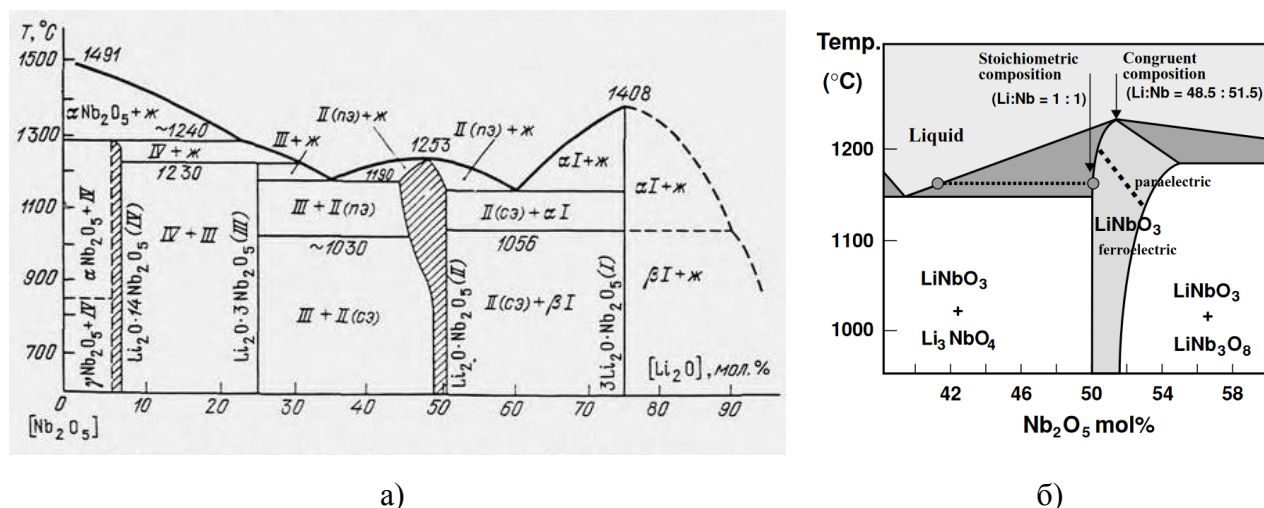 T,°C
1500
1300
1100
900
700
1491
αNb₂O₅+ж
~1240
IV+ж
1230
III+ж
II(пэ)+ж
1253
II(пэ)+ж
1190
1408
αI+ж
αI+ж
γNb₂O₅+IV
αNb₂O₅+IV
Li₂O·14Nb₂O₅(IV)
IV+III
Li₂O·3Nb₂O₅(III)
III+II(пэ)
~1030
III+II(сэ)
Li₂O·Nb₂O₅(II)
II(сэ)+αI
1056
II(сэ)+βI
3Li₂O·Nb₂O₅(I)
βI+ж
[Li₂O],мол.%
0 10 20 30 40 50 60 70 80 90
[Nb₂O₅]
а)
Temp.
(°C)
1200
1100
1000
Stoichiometric
composition
(Li:Nb = 1 : 1)
Congruent
composition
(Li:Nb = 48.5 : 51.5)
Liquid
paraelectric
LiNbO₃
ferroelectric
LiNbO₃
+
Li₃NbO₄
LiNbO₃
+
LiNb₃O₈
42 46 50 54 58
Nb₂O₅ mol%
б)